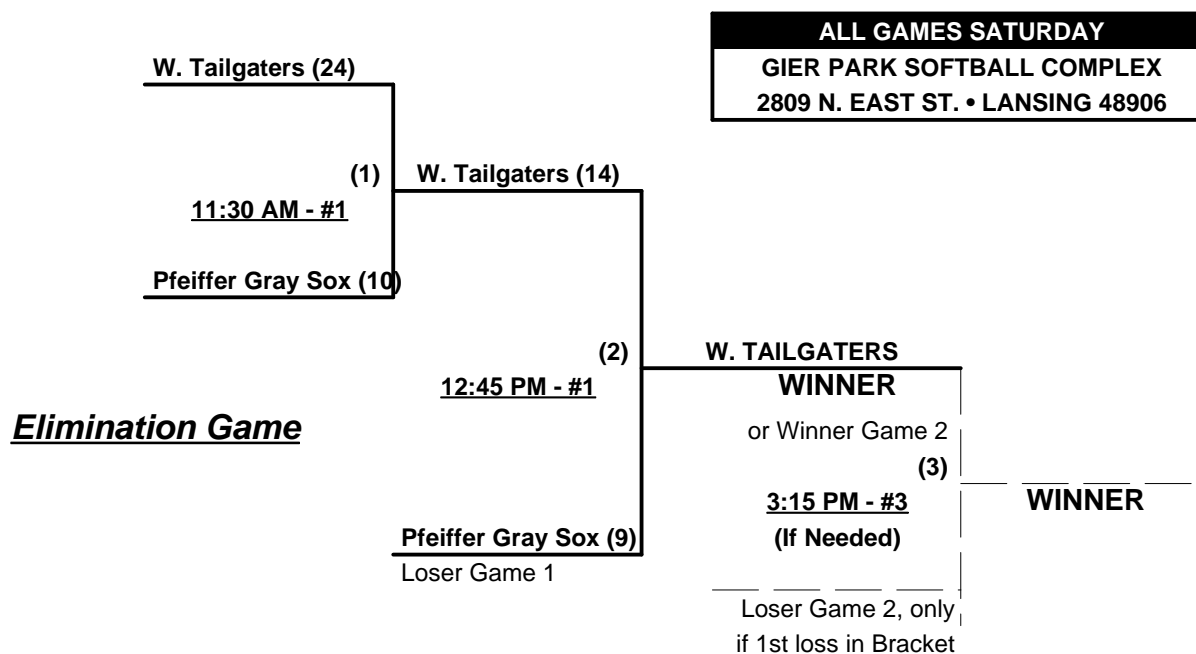 ALL GAMES SATURDAY
GIER PARK SOFTBALL COMPLEX
2809 N. EAST ST. • LANSING 48906
W. Tailgaters (24)
(1)
W. Tailgaters (14)
11:30 AM - #1
Pfeiffer Gray Sox (10)
(2)
W. TAILGATERS
WINNER
12:45 PM - #1
Elimination Game
or Winner Game 2
(3)
3:15 PM - #3
WINNER
(If Needed)
Pfeiffer Gray Sox (9)
Loser Game 1
Loser Game 2, only
if 1st loss in Bracket